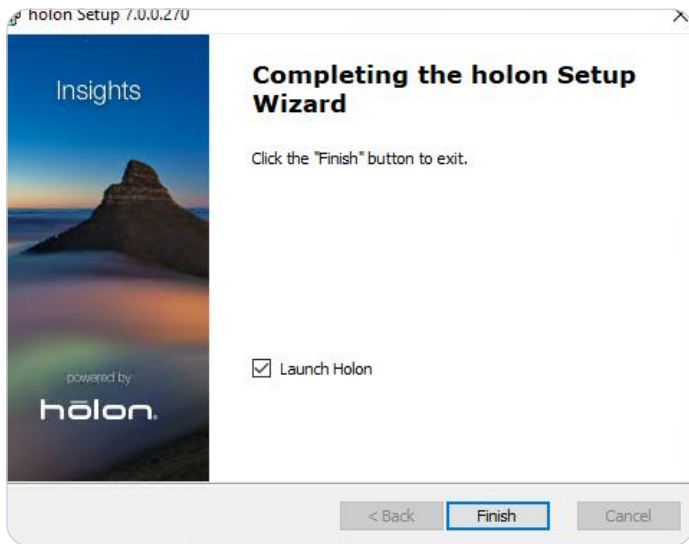 holon Setup 7.0.0.270
Insights
Completing the holon Setup
Wizard
Click the "Finish" button to exit.
Launch Holon
powered by
hōlon.
< Back
Finish
Cancel